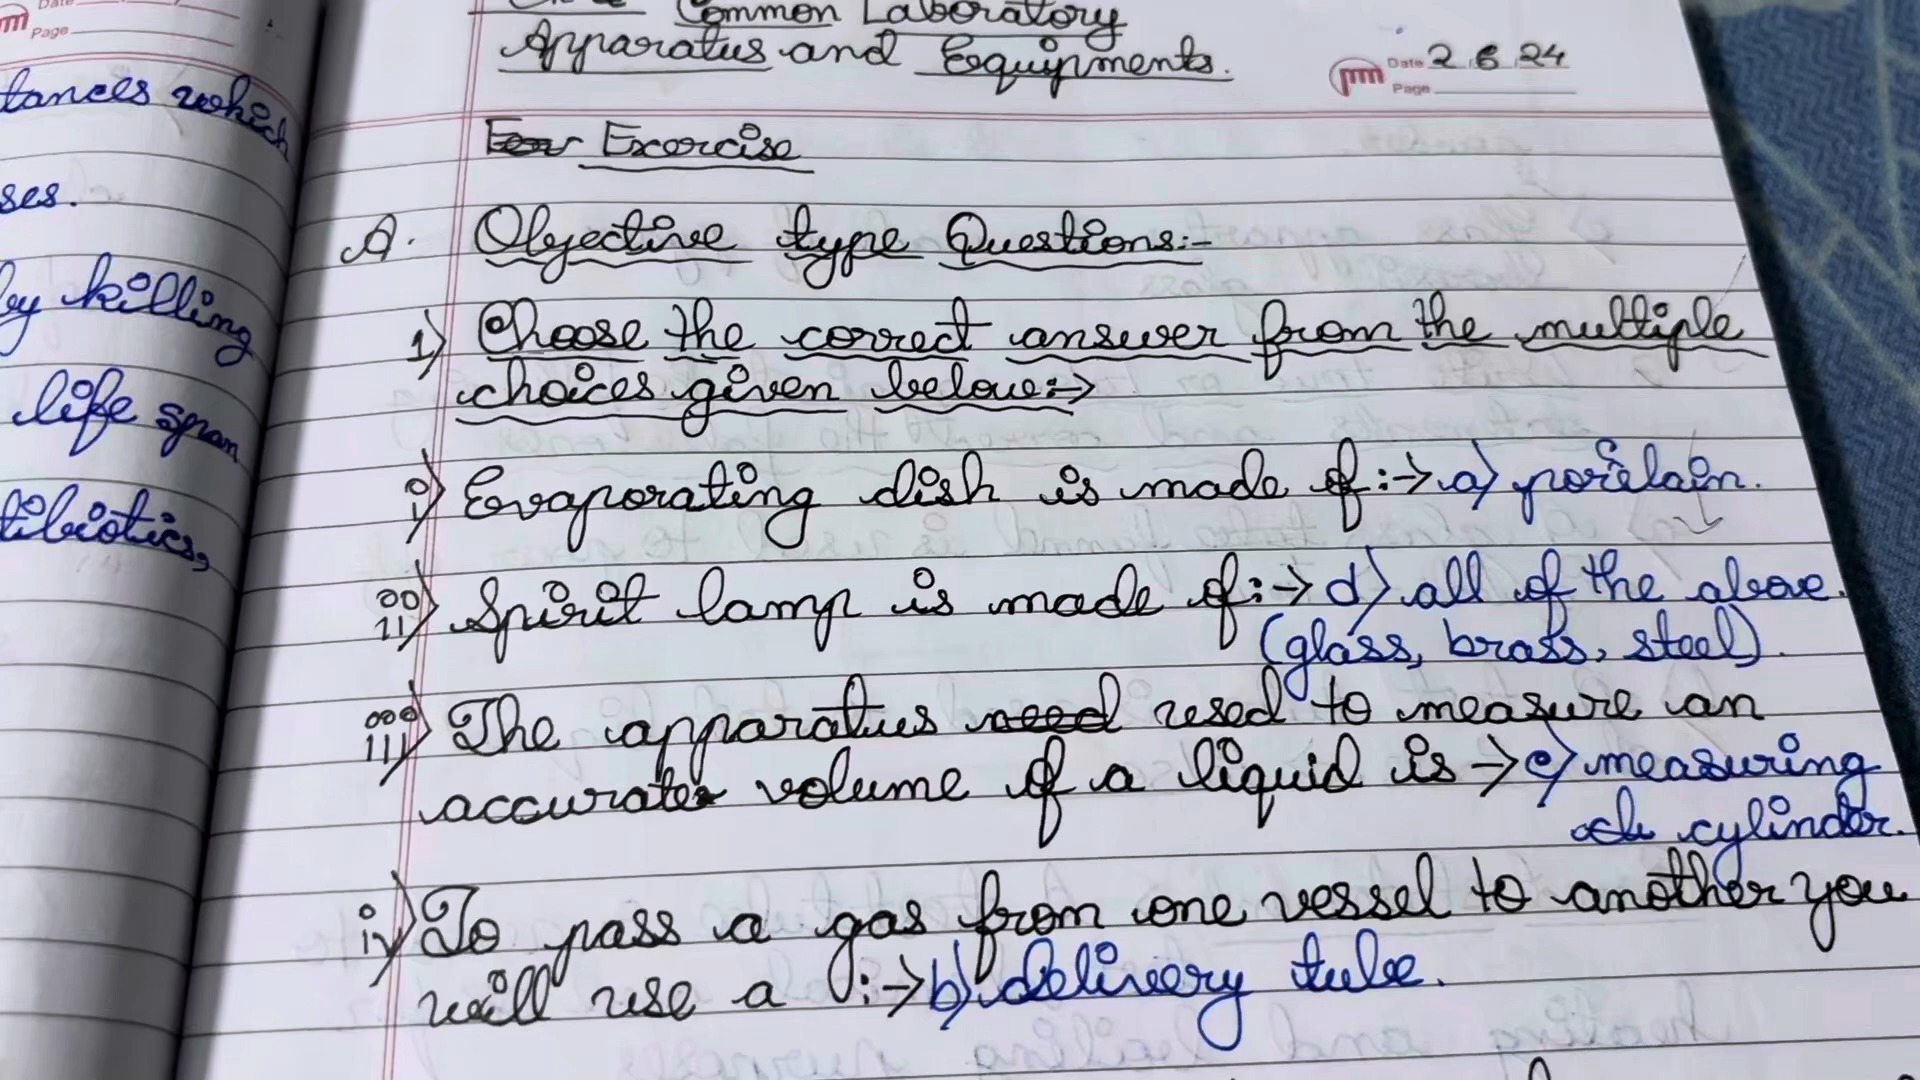 Date
Page
tances which
ses.
by killing
life span
tibiotics,
Common Laboratory
Apparatus and Equipments.
Date 2.6.24
Page
Exercise
A. Objective type Questions:-
1) Choose the correct answer from the multiple
choices given below:→
i) Evaporating dish is made of:→ a) porcelain.
ii) Spirit lamp is made of:→ d) all of the above.
(glass, brass, steel).
iii) The apparatus need used to measure an
accurate volume of a liquid is → c) measuring
cylinder.
iv) To pass a gas from one vessel to another you
will use a :→ b) delivery tube.